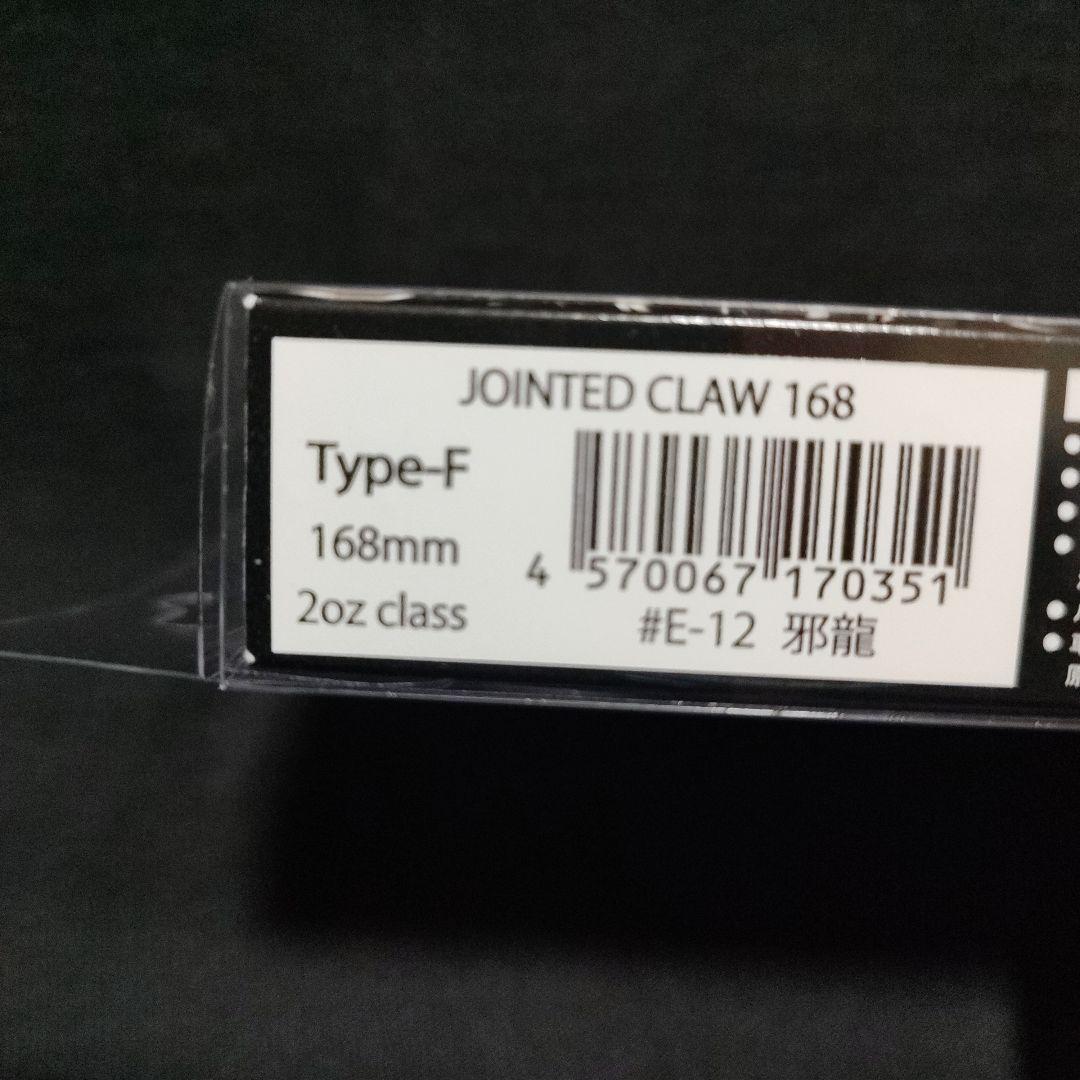 JOINTED CLAW 168
Type-F
168mm
2oz class
4 570067 170351
#E-12 邪龍